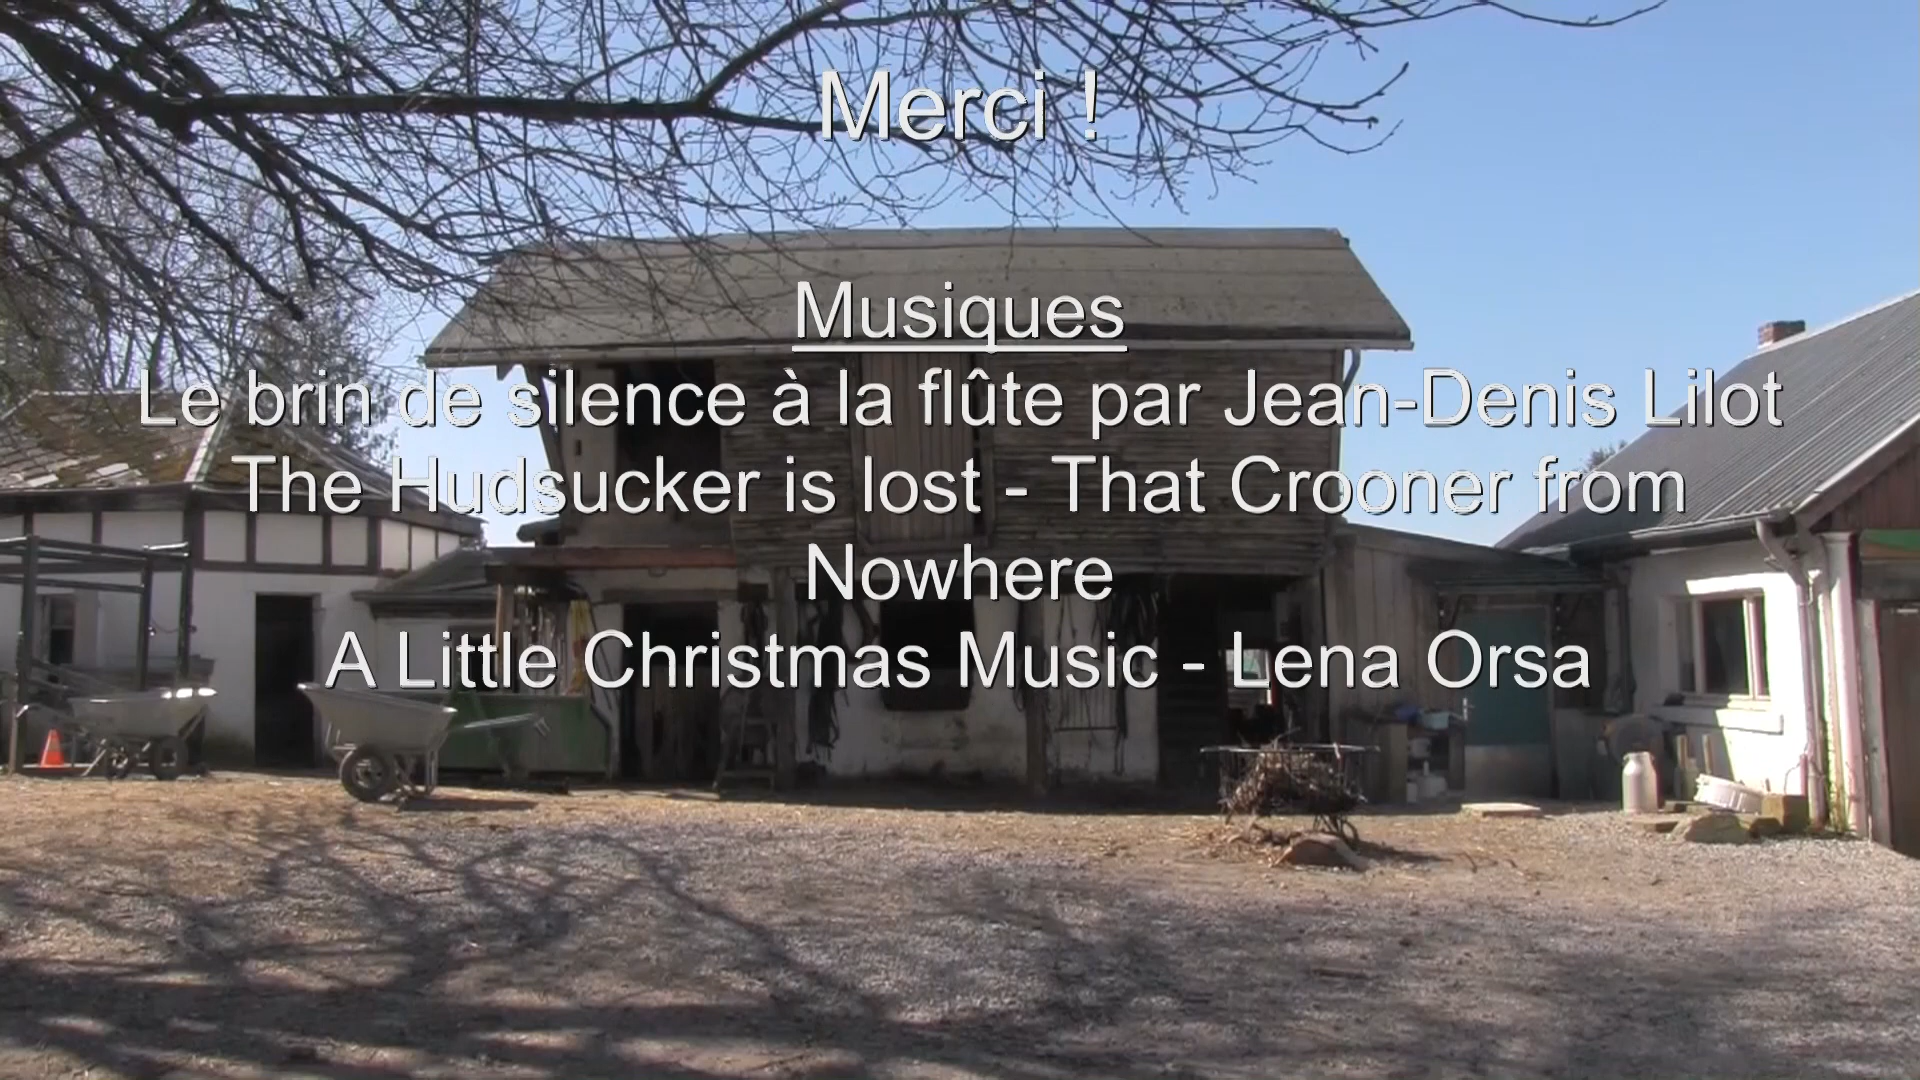 Merci !
Musiques
Le brin de silence à la flûte par Jean-Denis Lilot
The Hudsucker is lost - That Crooner from
Nowhere
A Little Christmas Music - Lena Orsa